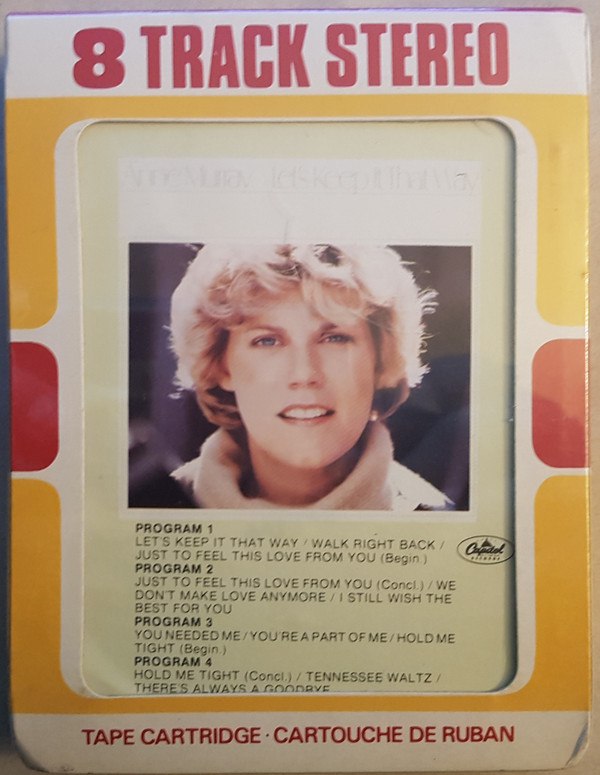 8 TRACK STEREO
Anne Murray Let's Keep It That Way
PROGRAM 1
LET'S KEEP IT THAT WAY / WALK RIGHT BACK /
JUST TO FEEL THIS LOVE FROM YOU (Begin.)
PROGRAM 2
JUST TO FEEL THIS LOVE FROM YOU (Concl.) / WE
DON'T MAKE LOVE ANYMORE / I STILL WISH THE
BEST FOR YOU
PROGRAM 3
YOU NEEDED ME / YOU'RE A PART OF ME / HOLD ME
TIGHT (Begin.)
PROGRAM 4
HOLD ME TIGHT (Concl.) / TENNESSEE WALTZ /
THERE'S ALWAYS A GOODBYE
Capitol
RECORDS
TAPE CARTRIDGE · CARTOUCHE DE RUBAN